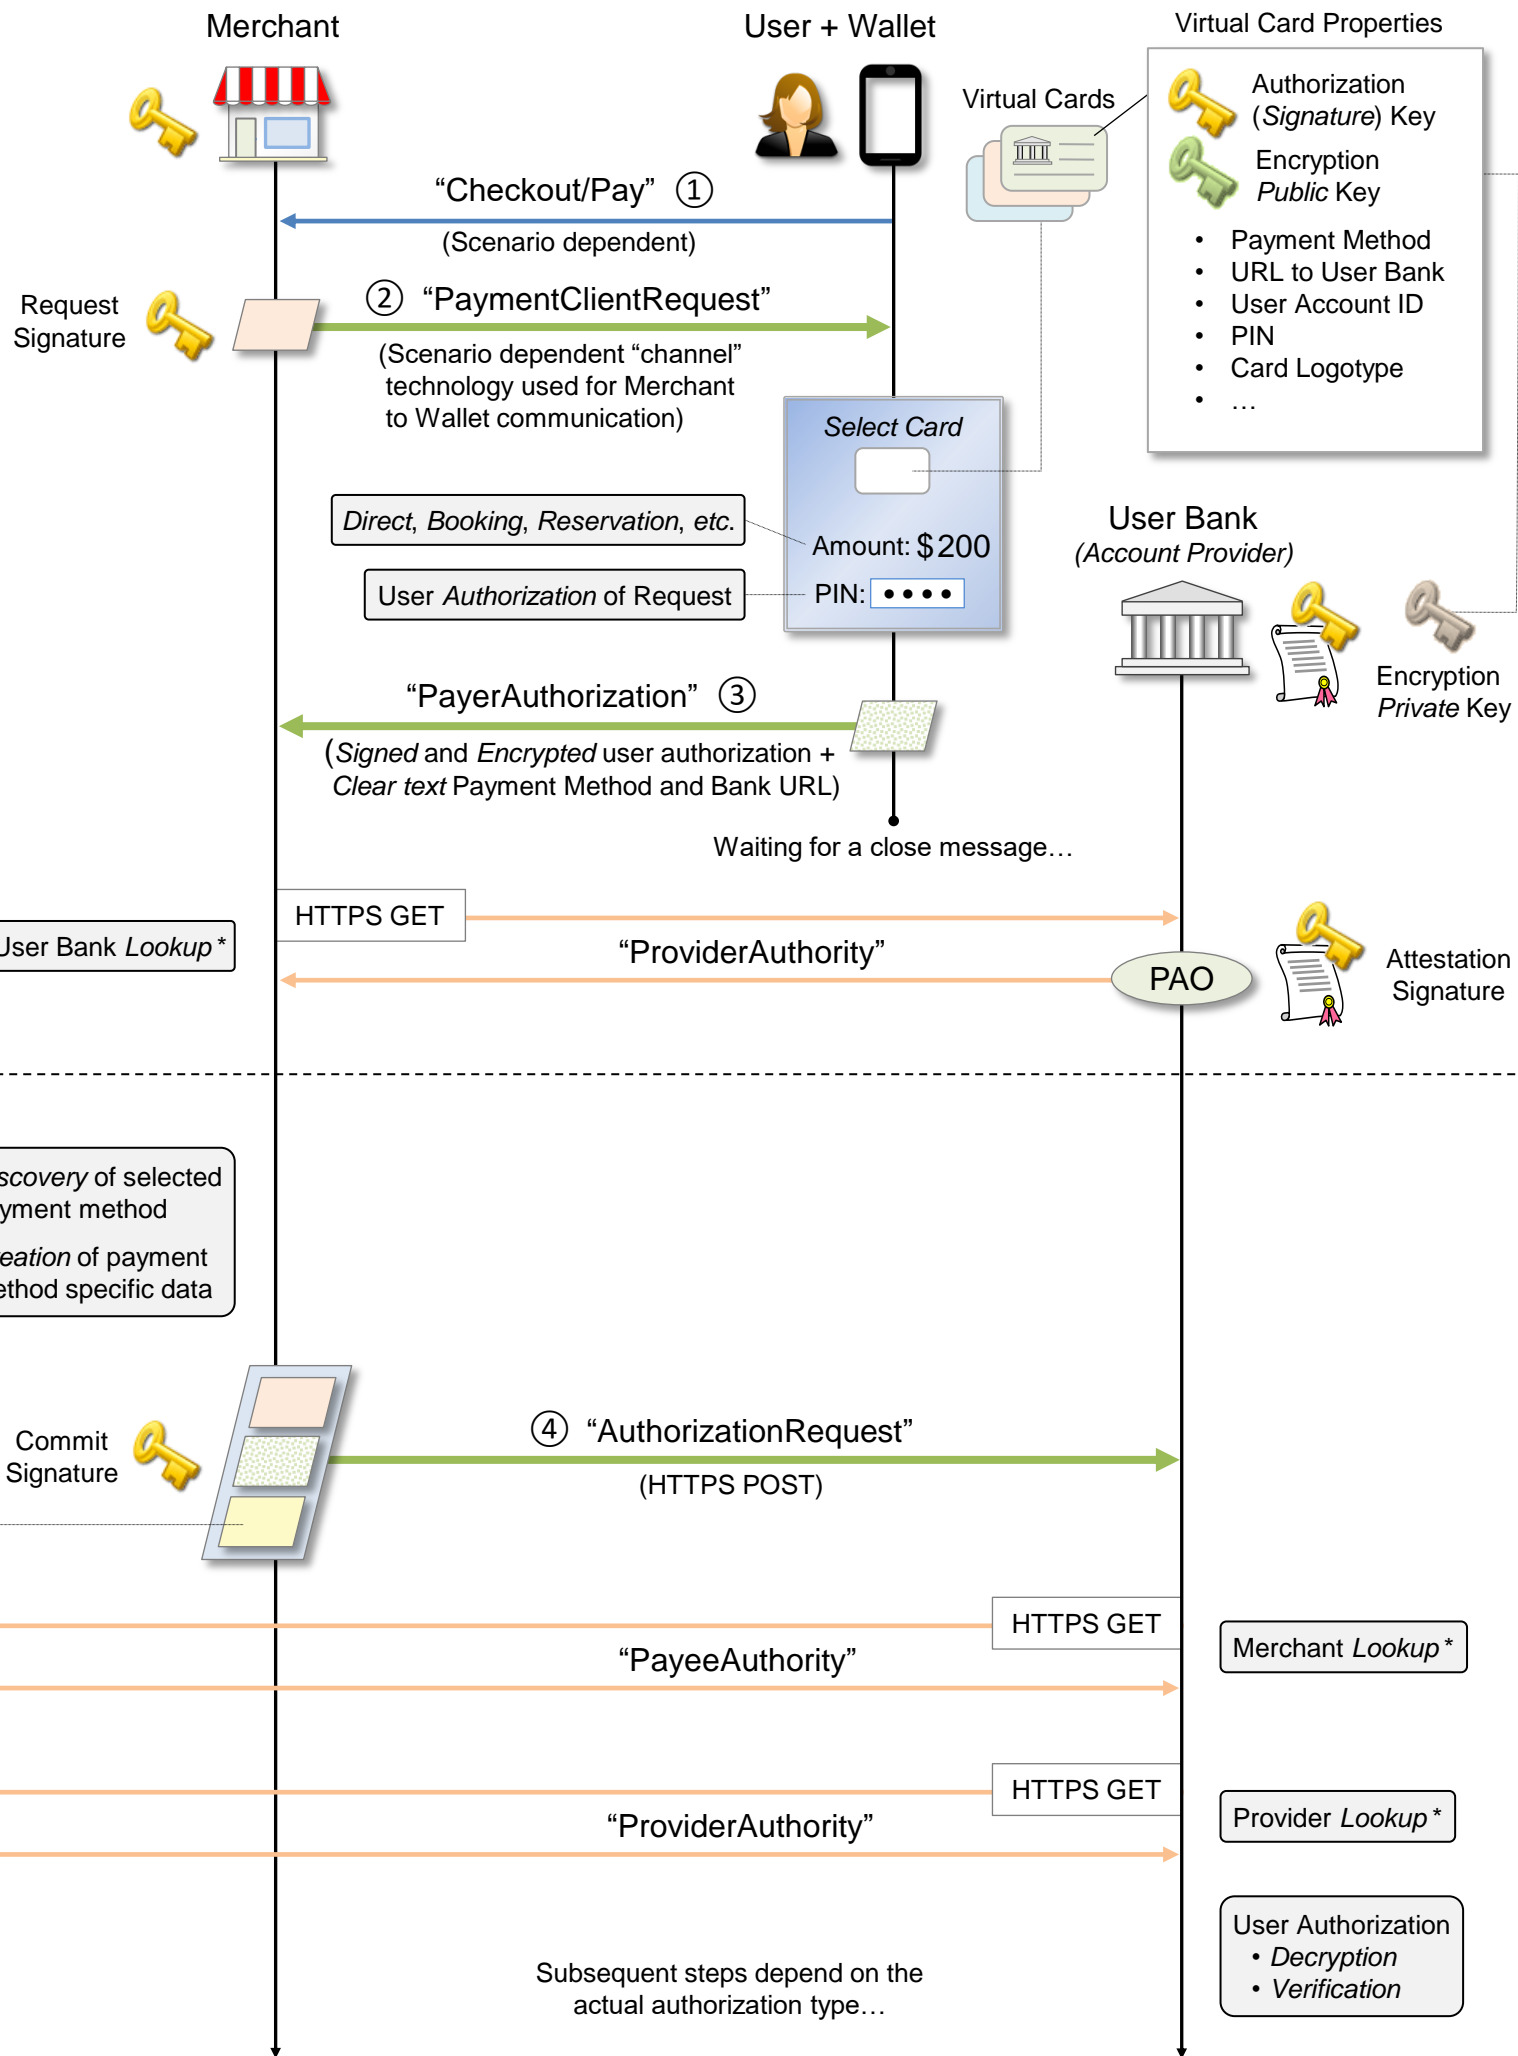 Merchant
User + Wallet
Virtual Card Properties
Virtual Cards
Authorization
(Signature) Key
Encryption
Public Key
• Payment Method
• URL to User Bank
• User Account ID
• PIN
• Card Logotype
• …
“Checkout/Pay” ①
(Scenario dependent)
Request
Signature
② “PaymentClientRequest”
(Scenario dependent “channel”
technology used for Merchant
to Wallet communication)
Select Card
Direct, Booking, Reservation, etc.
Amount: $200
User Authorization of Request
PIN: ••••
User Bank
(Account Provider)
Encryption
Private Key
“PayerAuthorization” ③
(Signed and Encrypted user authorization +
Clear text Payment Method and Bank URL)
Waiting for a close message…
HTTPS GET
User Bank Lookup *
“ProviderAuthority”
PAO
Attestation
Signature
scovery of selected
yment method
eation of payment
ethod specific data
Commit
Signature
④ “AuthorizationRequest”
(HTTPS POST)
HTTPS GET
“PayeeAuthority”
Merchant Lookup *
HTTPS GET
“ProviderAuthority”
Provider Lookup *
User Authorization
• Decryption
• Verification
Subsequent steps depend on the
actual authorization type…